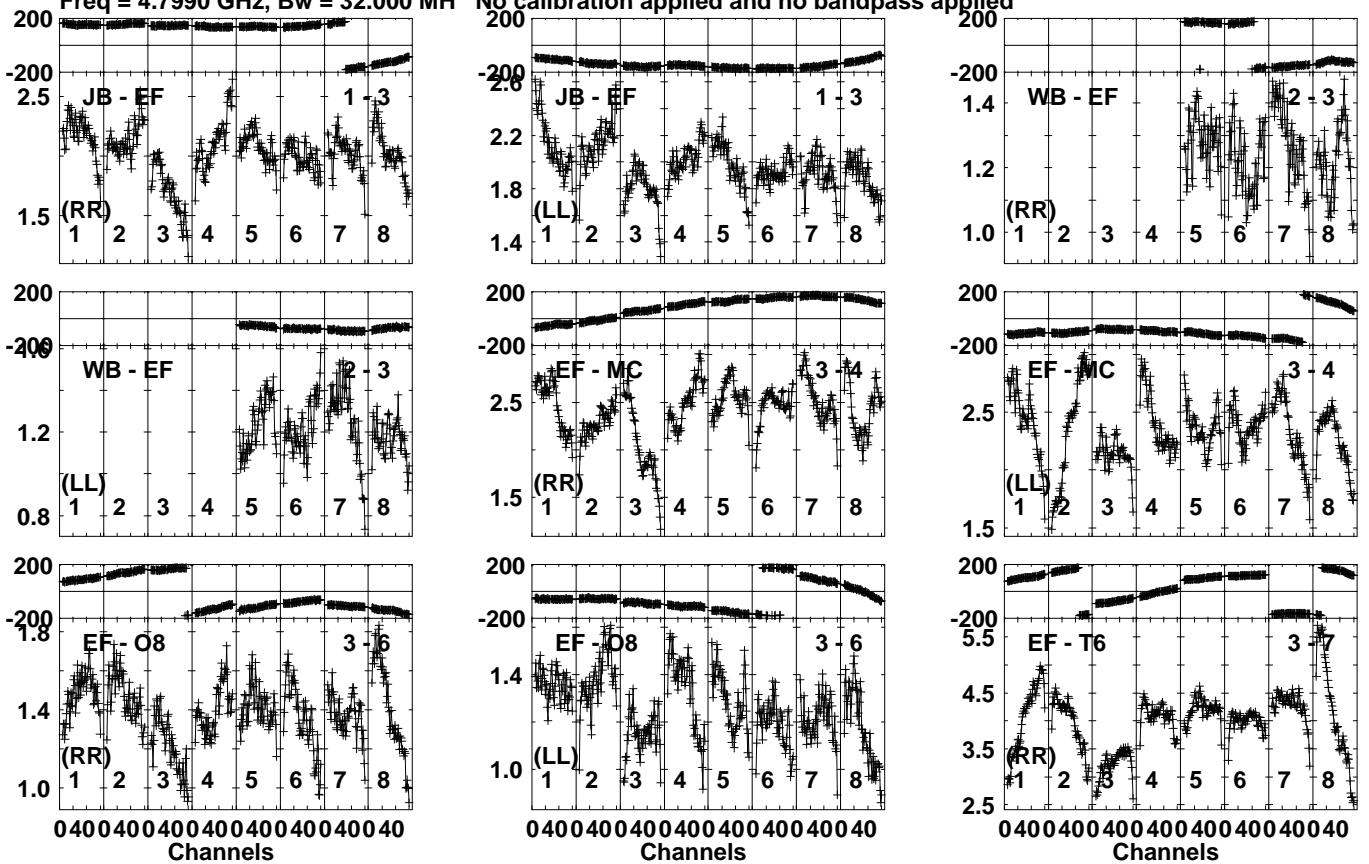 Freq = 4.7990 GHz, Bw = 32.000 MH No calibration applied and no bandpass applied
200
-200
2.5
1.5
JB - EF
1 - 3
(RR)
1 2 3 4 5 6 7 8
200
-200
2.6
2.2
1.8
1.4
JB - EF
1 - 3
(LL)
1 2 3 4 5 6 7 8
200
-200
1.4
1.2
1.0
WB - EF
2 - 3
(RR)
1 2 3 4 5 6 7 8
200
-200
1.6
1.2
0.8
WB - EF
2 - 3
(LL)
1 2 3 4 5 6 7 8
200
-200
2.5
1.5
EF - MC
3 - 4
(RR)
1 2 3 4 5 6 7 8
200
-200
2.5
1.5
EF - MC
3 - 4
(LL)
1 2 3 4 5 6 7 8
200
-200
1.8
1.4
1.0
EF - O8
3 - 6
(RR)
1 2 3 4 5 6 7 8
0 40 0 40 0 40 0 40 0 40 0 40 0 40 0 40
Channels
200
-200
1.4
1.0
EF - O8
3 - 6
(LL)
1 2 3 4 5 6 7 8
0 40 0 40 0 40 0 40 0 40 0 40 0 40 0 40
Channels
200
-200
5.5
4.5
3.5
2.5
EF - T6
3 - 7
(RR)
1 2 3 4 5 6 7 8
0 40 0 40 0 40 0 40 0 40 0 40 0 40 0 40
Channels